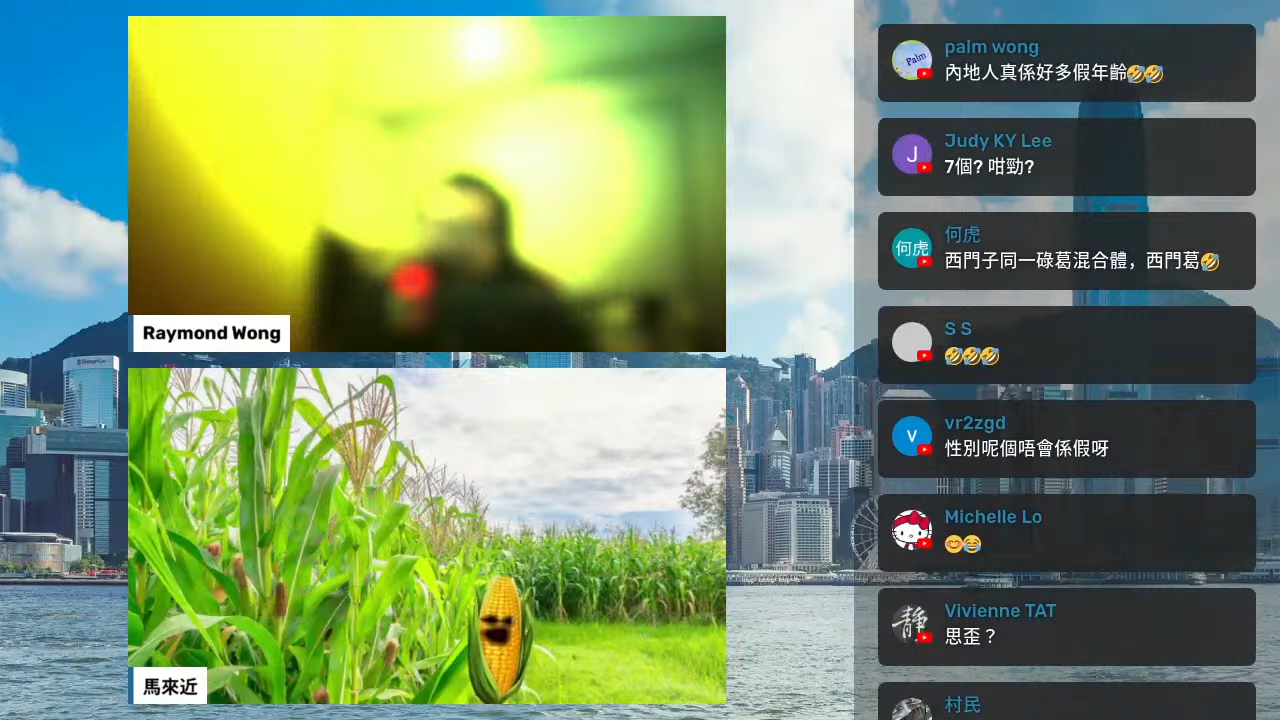 Raymond Wong
馬來近
palm wong
內地人真係好多假年齡🤣🤣
J
Judy KY Lee
7個? 咁勁?
何虎
何虎
西門子同一碌葛混合體，西門葛🤣
S S
🤣🤣🤣
v
vr2zgd
性別呢個唔會係假呀
Michelle Lo
😊😂
靜
Vivienne TAT
思歪？
村民